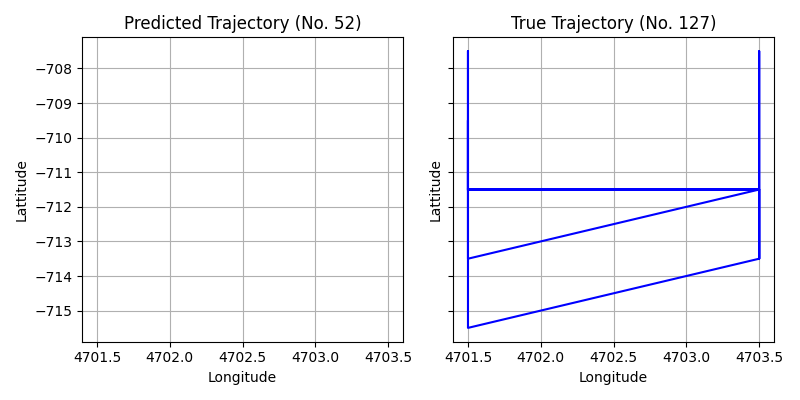 Predicted Trajectory (No. 52)
True Trajectory (No. 127)
−708
−709
−710
−711
−712
−713
−714
−715
Lattitude
Lattitude
4701.5 4702.0 4702.5 4703.0 4703.5
4701.5 4702.0 4702.5 4703.0 4703.5
Longitude
Longitude